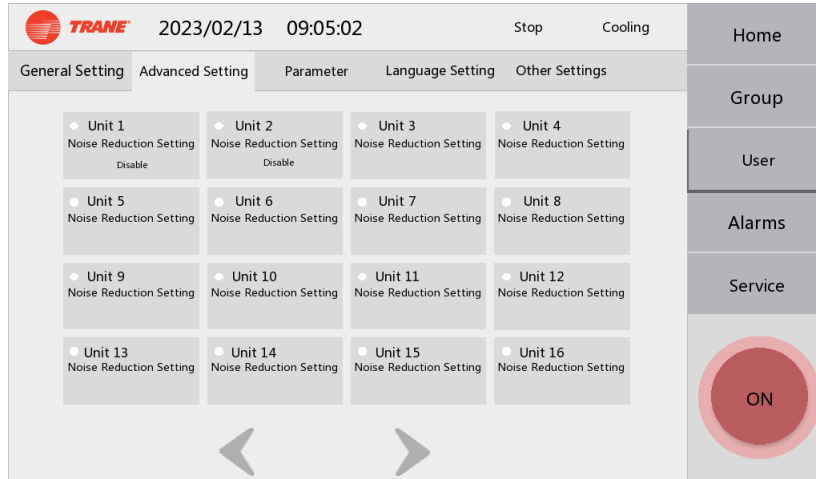 TRANE 2023/02/13 09:05:02 Stop Cooling
General Setting Advanced Setting Parameter Language Setting Other Settings
Unit 1 Unit 2 Unit 3 Unit 4
Noise Reduction Setting Noise Reduction Setting Noise Reduction Setting Noise Reduction Setting
Disable Disable
Unit 5 Unit 6 Unit 7 Unit 8
Noise Reduction Setting Noise Reduction Setting Noise Reduction Setting Noise Reduction Setting
Unit 9 Unit 10 Unit 11 Unit 12
Noise Reduction Setting Noise Reduction Setting Noise Reduction Setting Noise Reduction Setting
Unit 13 Unit 14 Unit 15 Unit 16
Noise Reduction Setting Noise Reduction Setting Noise Reduction Setting Noise Reduction Setting
Home
Group
User
Alarms
Service
ON